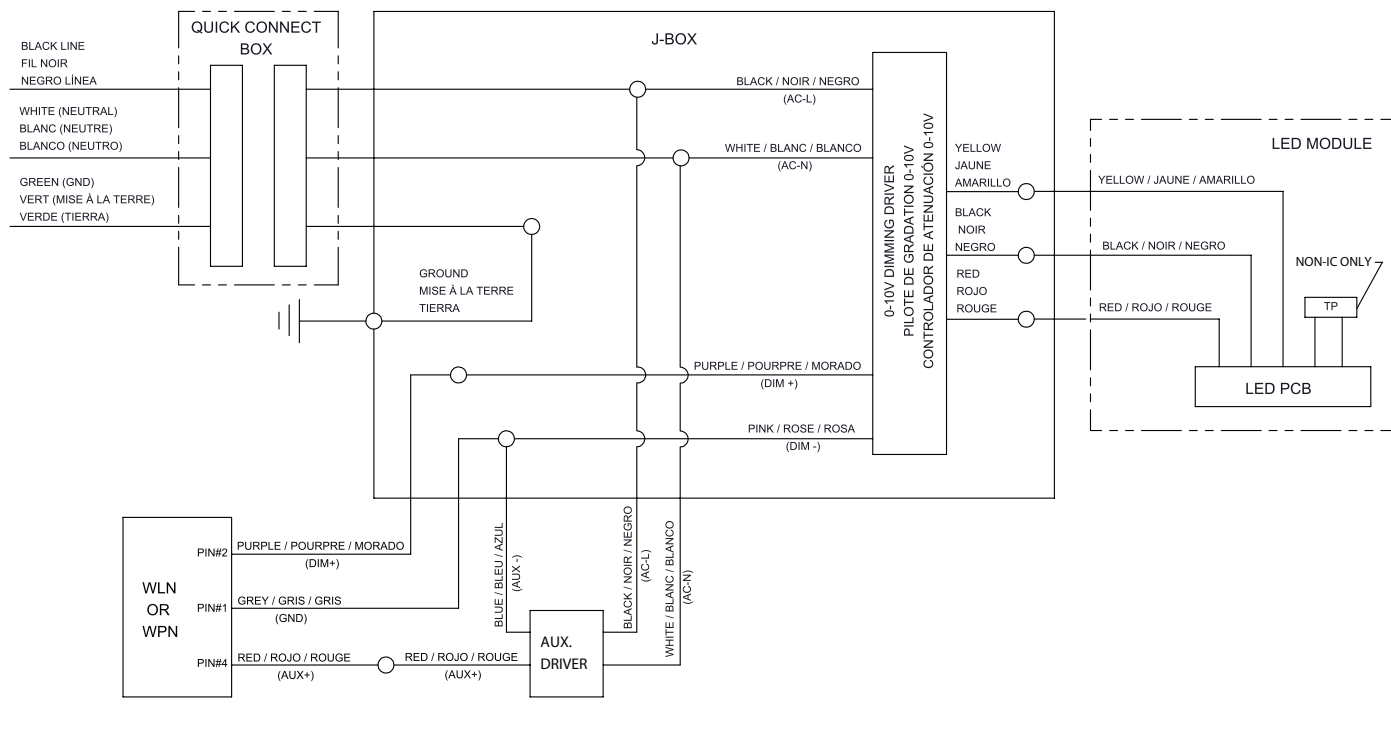 QUICK CONNECT
BOX
BLACK LINE
FIL NOIR
NEGRO LÍNEA
WHITE (NEUTRAL)
BLANC (NEUTRE)
BLANCO (NEUTRO)
GREEN (GND)
VERT (MISE À LA TERRE)
VERDE (TIERRA)
J-BOX
BLACK / NOIR / NEGRO
(AC-L)
WHITE / BLANC / BLANCO
(AC-N)
GROUND
MISE À LA TERRE
TIERRA
PURPLE / POURPRE / MORADO
(DIM +)
PINK / ROSE / ROSA
(DIM -)
0-10V DIMMING DRIVER
PILOTE DE GRADATION 0-10V
CONTROLADOR DE ATENUACIÓN 0-10V
YELLOW
JAUNE
AMARILLO
BLACK
NOIR
NEGRO
RED
ROJO
ROUGE
LED MODULE
YELLOW / JAUNE / AMARILLO
BLACK / NOIR / NEGRO
RED / ROJO / ROUGE
NON-IC ONLY
TP
LED PCB
WLN
OR
WPN
PIN#2
PURPLE / POURPRE / MORADO
(DIM+)
PIN#1
GREY / GRIS / GRIS
(GND)
PIN#4
RED / ROJO / ROUGE
(AUX+)
RED / ROJO / ROUGE
(AUX+)
BLUE / BLEU / AZUL
(AUX -)
AUX.
DRIVER
BLACK / NOIR / NEGRO
(AC-L)
WHITE / BLANC / BLANCO
(AC-N)